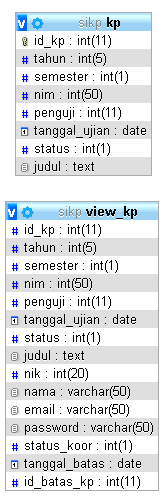 v sikp kp
id_kp : int(11)
tahun : int(5)
semester : int(1)
nim : int(50)
penguji : int(11)
tanggal_ujian : date
status : int(1)
judul : text
v sikp view_kp
id_kp : int(11)
tahun : int(5)
semester : int(1)
nim : int(50)
penguji : int(11)
tanggal_ujian : date
status : int(1)
judul : text
nik : int(20)
nama : varchar(50)
email : varchar(50)
password : varchar(50)
status_koor : int(1)
tanggal_batas : date
id_batas_kp : int(11)